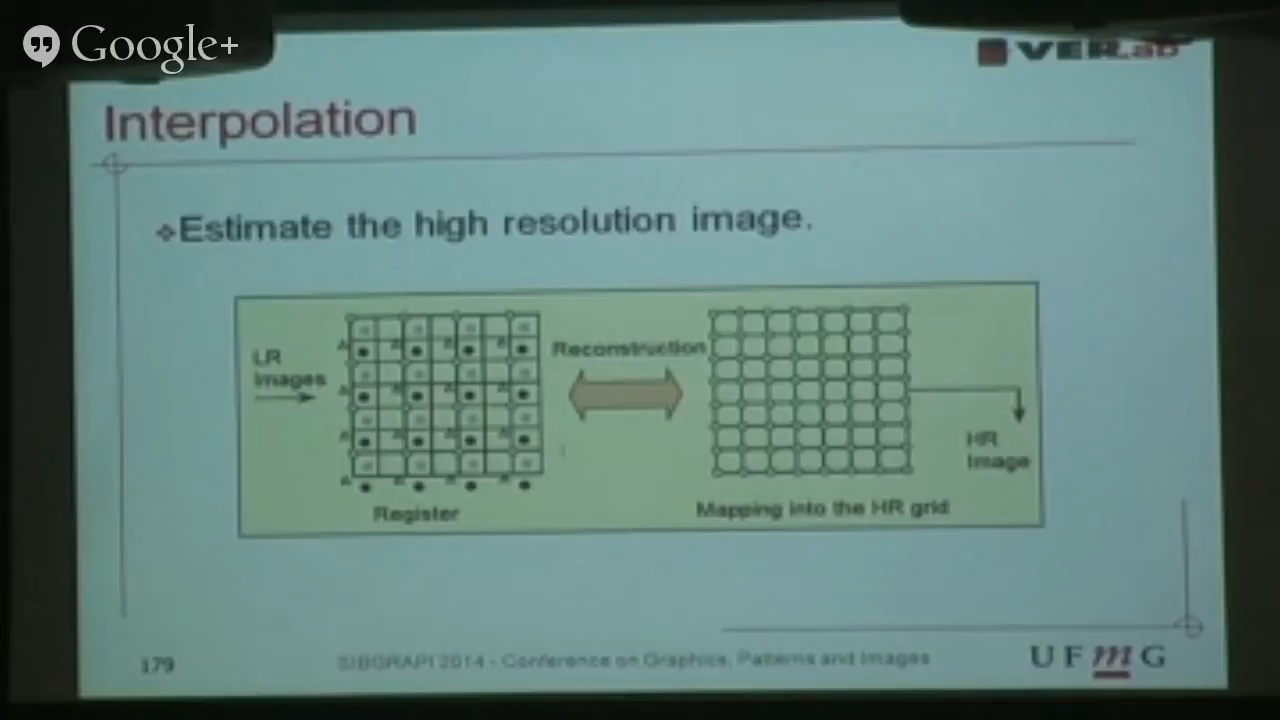 Google+
VERLab
Interpolation
Estimate the high resolution image.
LR
Images
Reconstruction
HR
Image
Register
Mapping into the HR grid
179
SIBGRAPI 2014 - Conference on Graphics, Patterns and Images
UFmG